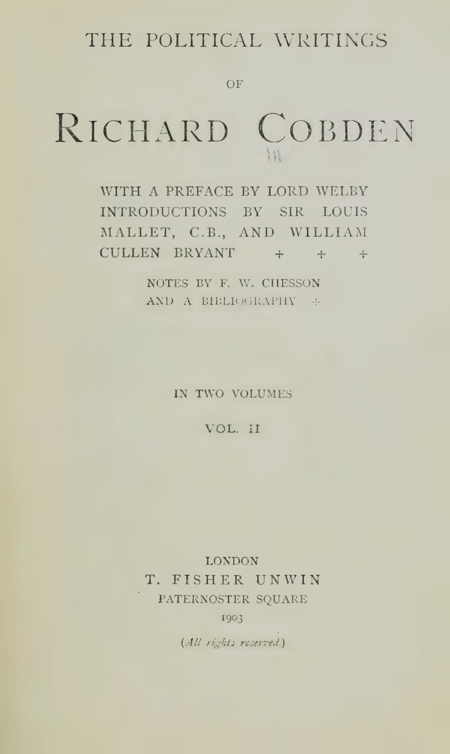 THE POLITICAL WRITINGS
OF
RICHARD COBDEN
WITH A PREFACE BY LORD WELBY
INTRODUCTIONS BY SIR LOUIS
MALLET, C.B., AND WILLIAM
CULLEN BRYANT ÷ ÷ ÷
NOTES BY F. W. CHESSON
AND A BIBLIOGRAPHY ÷
IN TWO VOLUMES
VOL. II
LONDON
T. FISHER UNWIN
PATERNOSTER SQUARE
1903
(All rights reserved)